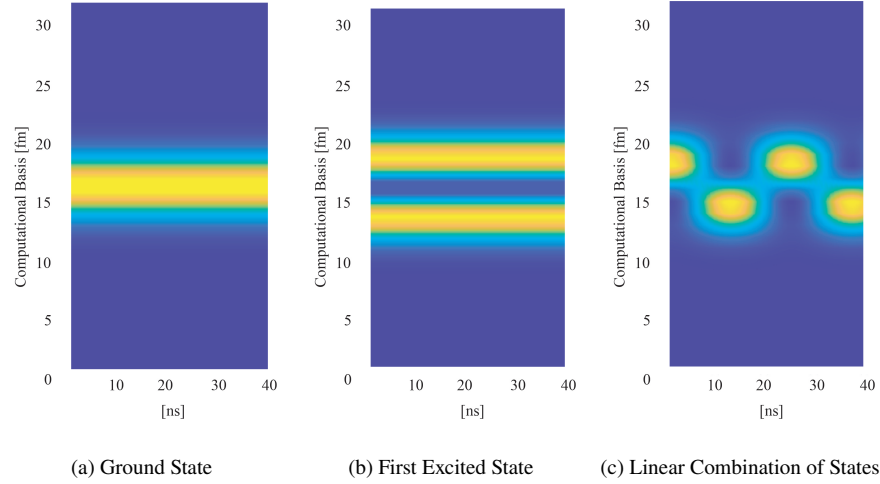 Computational Basis [fm]
30
25
20
15
10
5
0
10 20 30 40
[ns]
(a) Ground State
Computational Basis [fm]
30
25
20
15
10
5
0
10 20 30 40
[ns]
(b) First Excited State
Computational Basis [fm]
30
25
20
15
10
5
0
10 20 30 40
[ns]
(c) Linear Combination of States